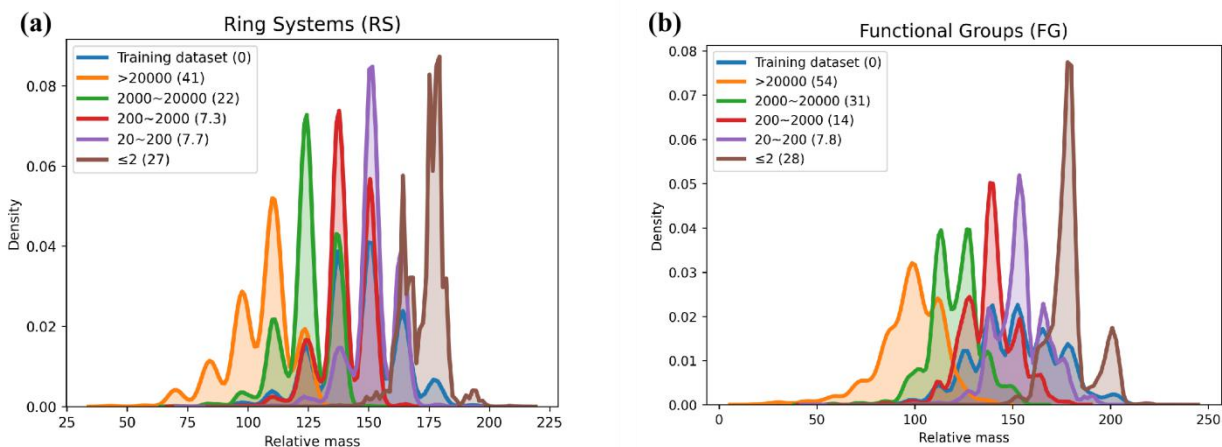 (a)
Ring Systems (RS)
Training dataset (0)
>20000 (41)
2000~20000 (22)
200~2000 (7.3)
20~200 (7.7)
≤2 (27)
Density
0.08
0.06
0.04
0.02
0.00
25 50 75 100 125 150 175 200 225
Relative mass
(b)
Functional Groups (FG)
Training dataset (0)
>20000 (54)
2000~20000 (31)
200~2000 (14)
20~200 (7.8)
≤2 (28)
Density
0.08
0.07
0.06
0.05
0.04
0.03
0.02
0.01
0.00
0 50 100 150 200 250
Relative mass